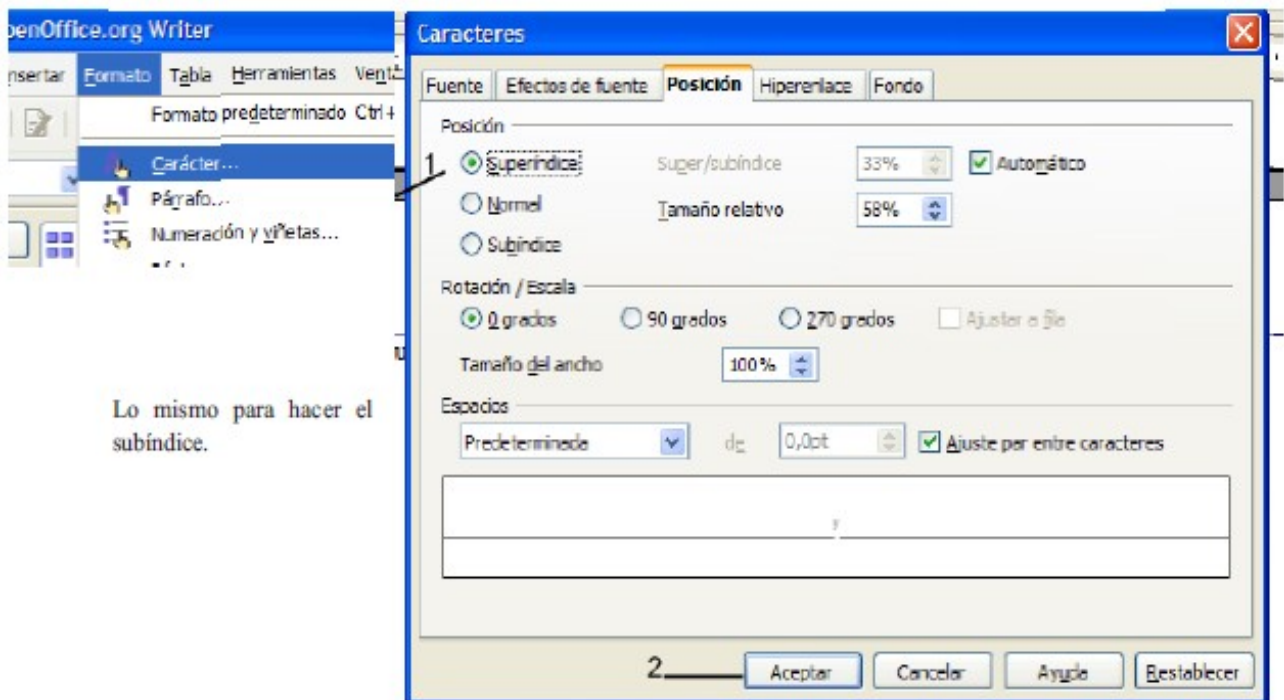 penOffice.org Writer
nsertar Formato Tabla Herramientas Vent
Formato predeterminado Ctrl+
Carácter...
Párrafo...
Numeración y viñetas...
Lo mismo para hacer el
subíndice.
Caracteres
Fuente Efectos de fuente Posición Hiperenlace Fondo
Posición
1 Superíndice Super/subíndice 33% Automático
Normal Tamaño relativo 58%
Subíndice
Rotación / Escala
0 grados 90 grados 270 grados Ajustar a fila
Tamaño del ancho 100%
Espacios
Predeterminada de 0,0pt Ajuste par entre caracteres
y
2 Aceptar Cancelar Ayuda Restablecer